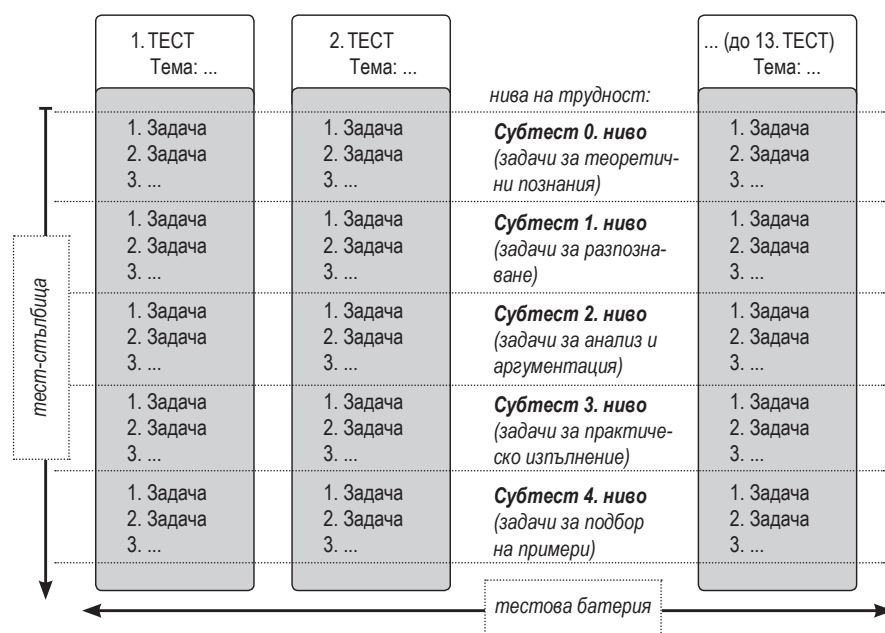 1. ТЕСТ
Тема: ...
2. ТЕСТ
Тема: ...
... (до 13. ТЕСТ)
Тема: ...
нива на трудност:
1. Задача
2. Задача
3. ...
1. Задача
2. Задача
3. ...
Субтест 0. ниво
(задачи за теоретич-
ни познания)
1. Задача
2. Задача
3. ...
1. Задача
2. Задача
3. ...
1. Задача
2. Задача
3. ...
Субтест 1. ниво
(задачи за разпозна-
ване)
1. Задача
2. Задача
3. ...
1. Задача
2. Задача
3. ...
1. Задача
2. Задача
3. ...
Субтест 2. ниво
(задачи за анализ и
аргументация)
1. Задача
2. Задача
3. ...
1. Задача
2. Задача
3. ...
1. Задача
2. Задача
3. ...
Субтест 3. ниво
(задачи за практиче-
ско изпълнение)
1. Задача
2. Задача
3. ...
1. Задача
2. Задача
3. ...
1. Задача
2. Задача
3. ...
Субтест 4. ниво
(задачи за подбор
на примери)
1. Задача
2. Задача
3. ...
тест-стълбица
тестова батерия